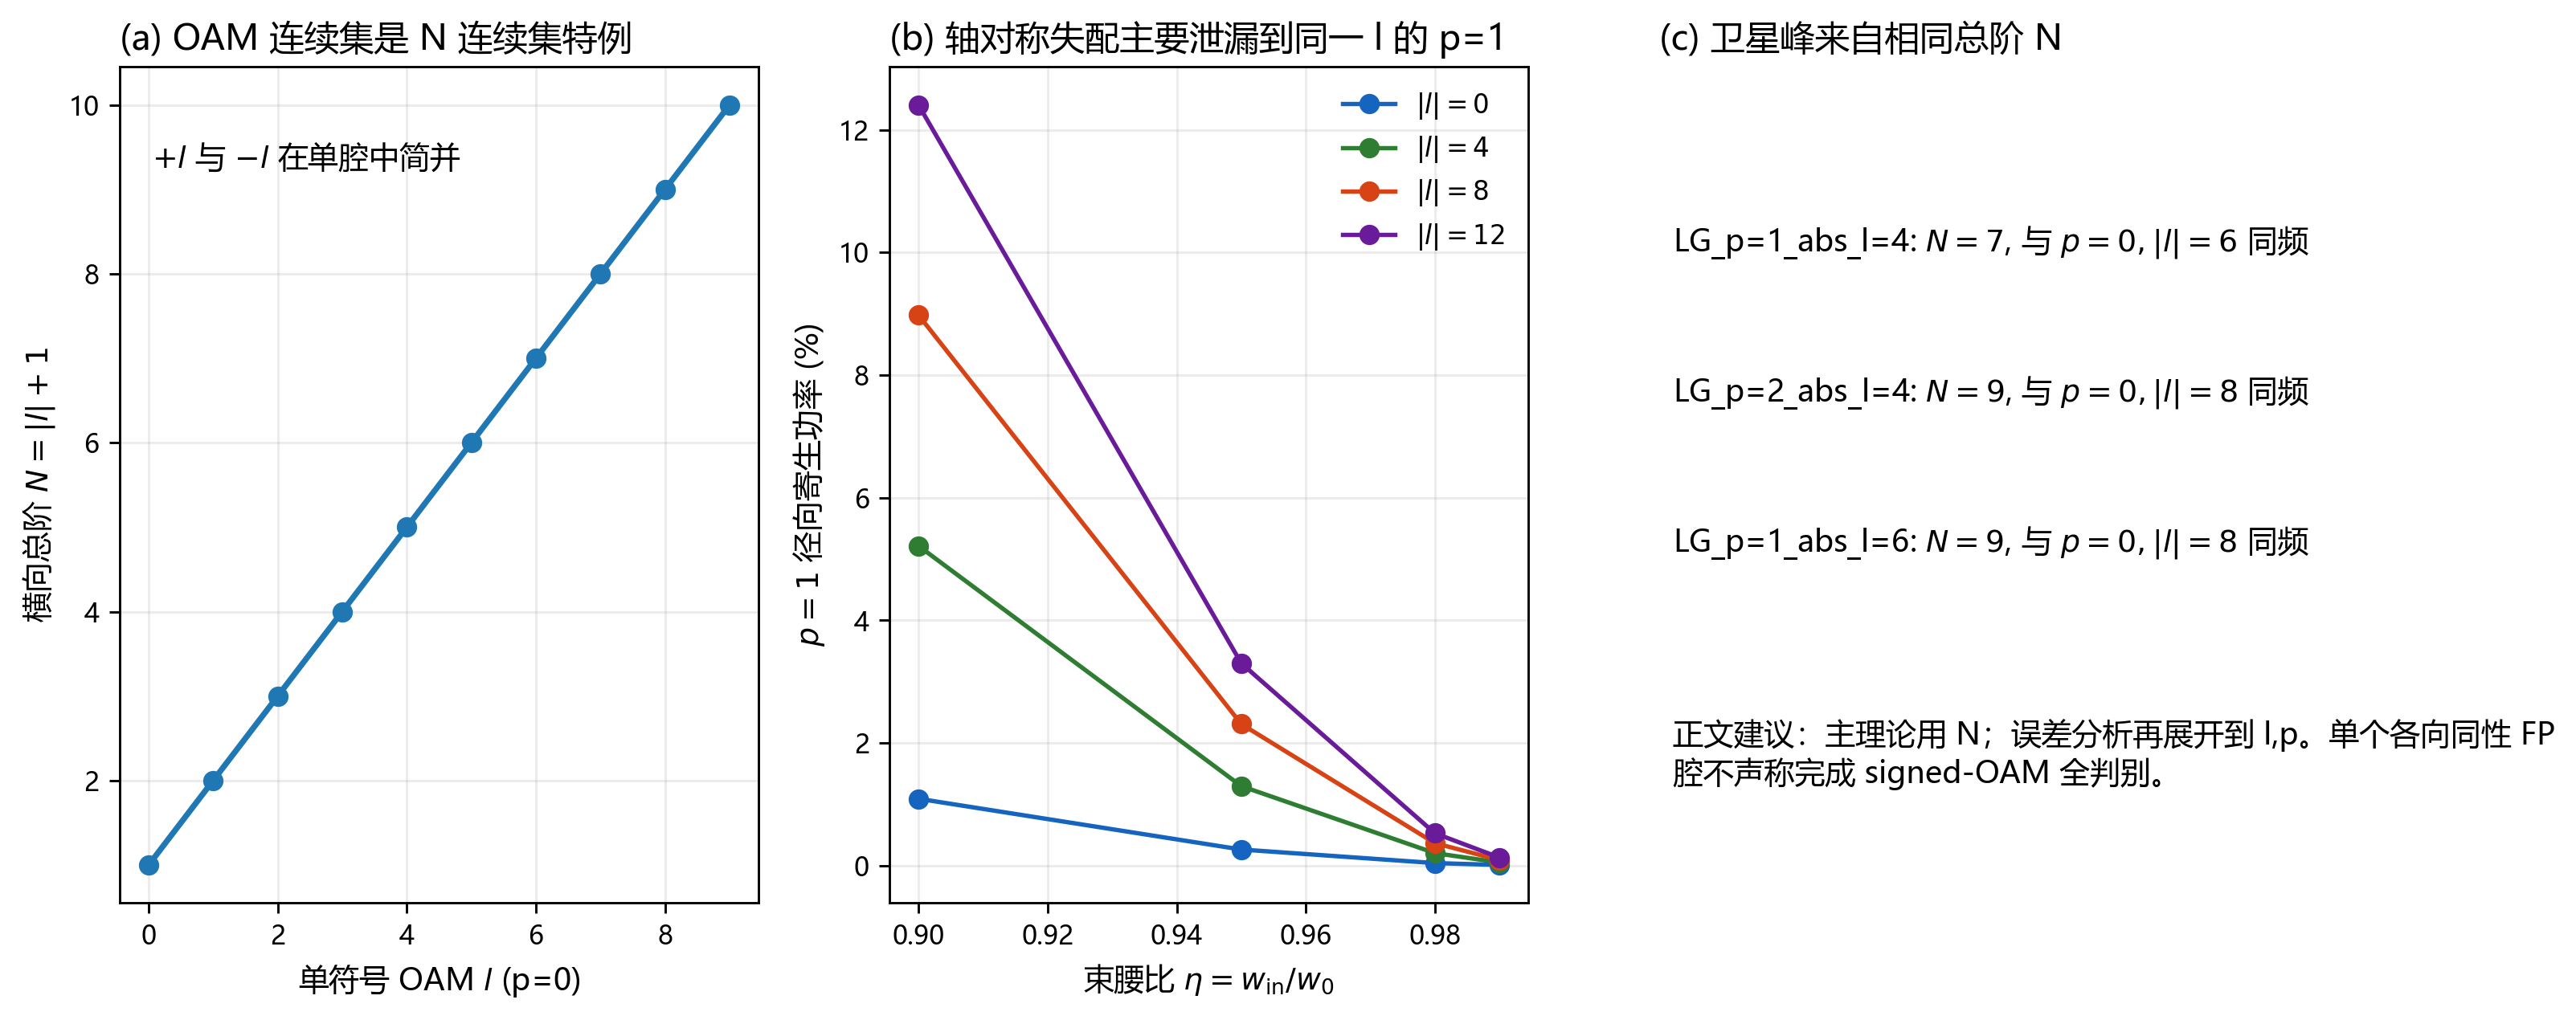 (a) OAM 连续集是 N 连续集特例
+l 与 −l 在单腔中简并
横向总阶 N = |l| + 1
10
8
6
4
2
0
2
4
6
8
单符号 OAM l (p=0)
(b) 轴对称失配主要泄漏到同一 l 的 p=1
|l| = 0
|l| = 4
|l| = 8
|l| = 12
p = 1 径向寄生功率 (%)
12
10
8
6
4
2
0
0.90
0.92
0.94
0.96
0.98
束腰比 η = w_in/w_0
(c) 卫星峰来自相同总阶 N
LG_p=1_abs_l=4: N = 7, 与 p = 0, |l| = 6 同频
LG_p=2_abs_l=4: N = 9, 与 p = 0, |l| = 8 同频
LG_p=1_abs_l=6: N = 9, 与 p = 0, |l| = 8 同频
正文建议：主理论用 N；误差分析再展开到 l,p。单个各向同性 FP
腔不声称完成 signed-OAM 全判别。